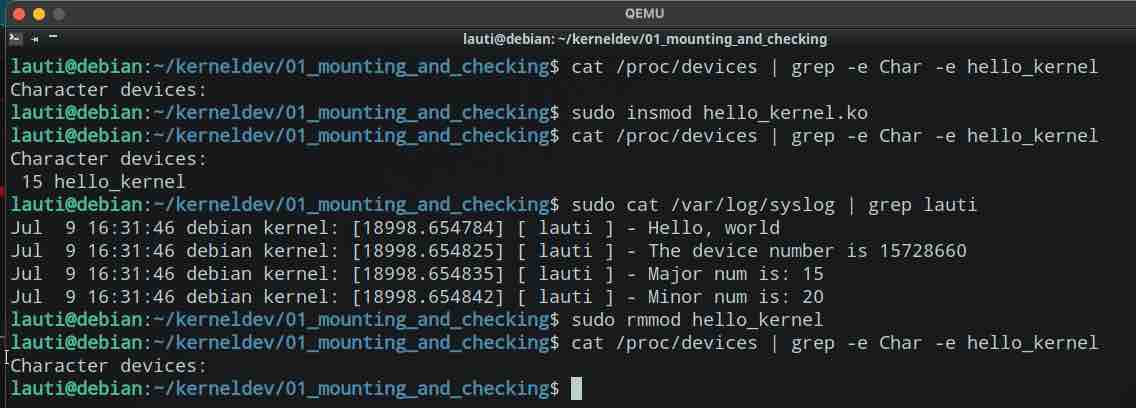 QEMU
lauti@debian: ~/kerneldev/01_mounting_and_checking
lauti@debian:~/kerneldev/01_mounting_and_checking$ cat /proc/devices | grep -e Char -e hello_kernel
Character devices:
lauti@debian:~/kerneldev/01_mounting_and_checking$ sudo insmod hello_kernel.ko
lauti@debian:~/kerneldev/01_mounting_and_checking$ cat /proc/devices | grep -e Char -e hello_kernel
Character devices:
 15 hello_kernel
lauti@debian:~/kerneldev/01_mounting_and_checking$ sudo cat /var/log/syslog | grep lauti
Jul  9 16:31:46 debian kernel: [18998.654784] [ lauti ] - Hello, world
Jul  9 16:31:46 debian kernel: [18998.654825] [ lauti ] - The device number is 15728660
Jul  9 16:31:46 debian kernel: [18998.654835] [ lauti ] - Major num is: 15
Jul  9 16:31:46 debian kernel: [18998.654842] [ lauti ] - Minor num is: 20
lauti@debian:~/kerneldev/01_mounting_and_checking$ sudo rmmod hello_kernel
lauti@debian:~/kerneldev/01_mounting_and_checking$ cat /proc/devices | grep -e Char -e hello_kernel
Character devices:
lauti@debian:~/kerneldev/01_mounting_and_checking$